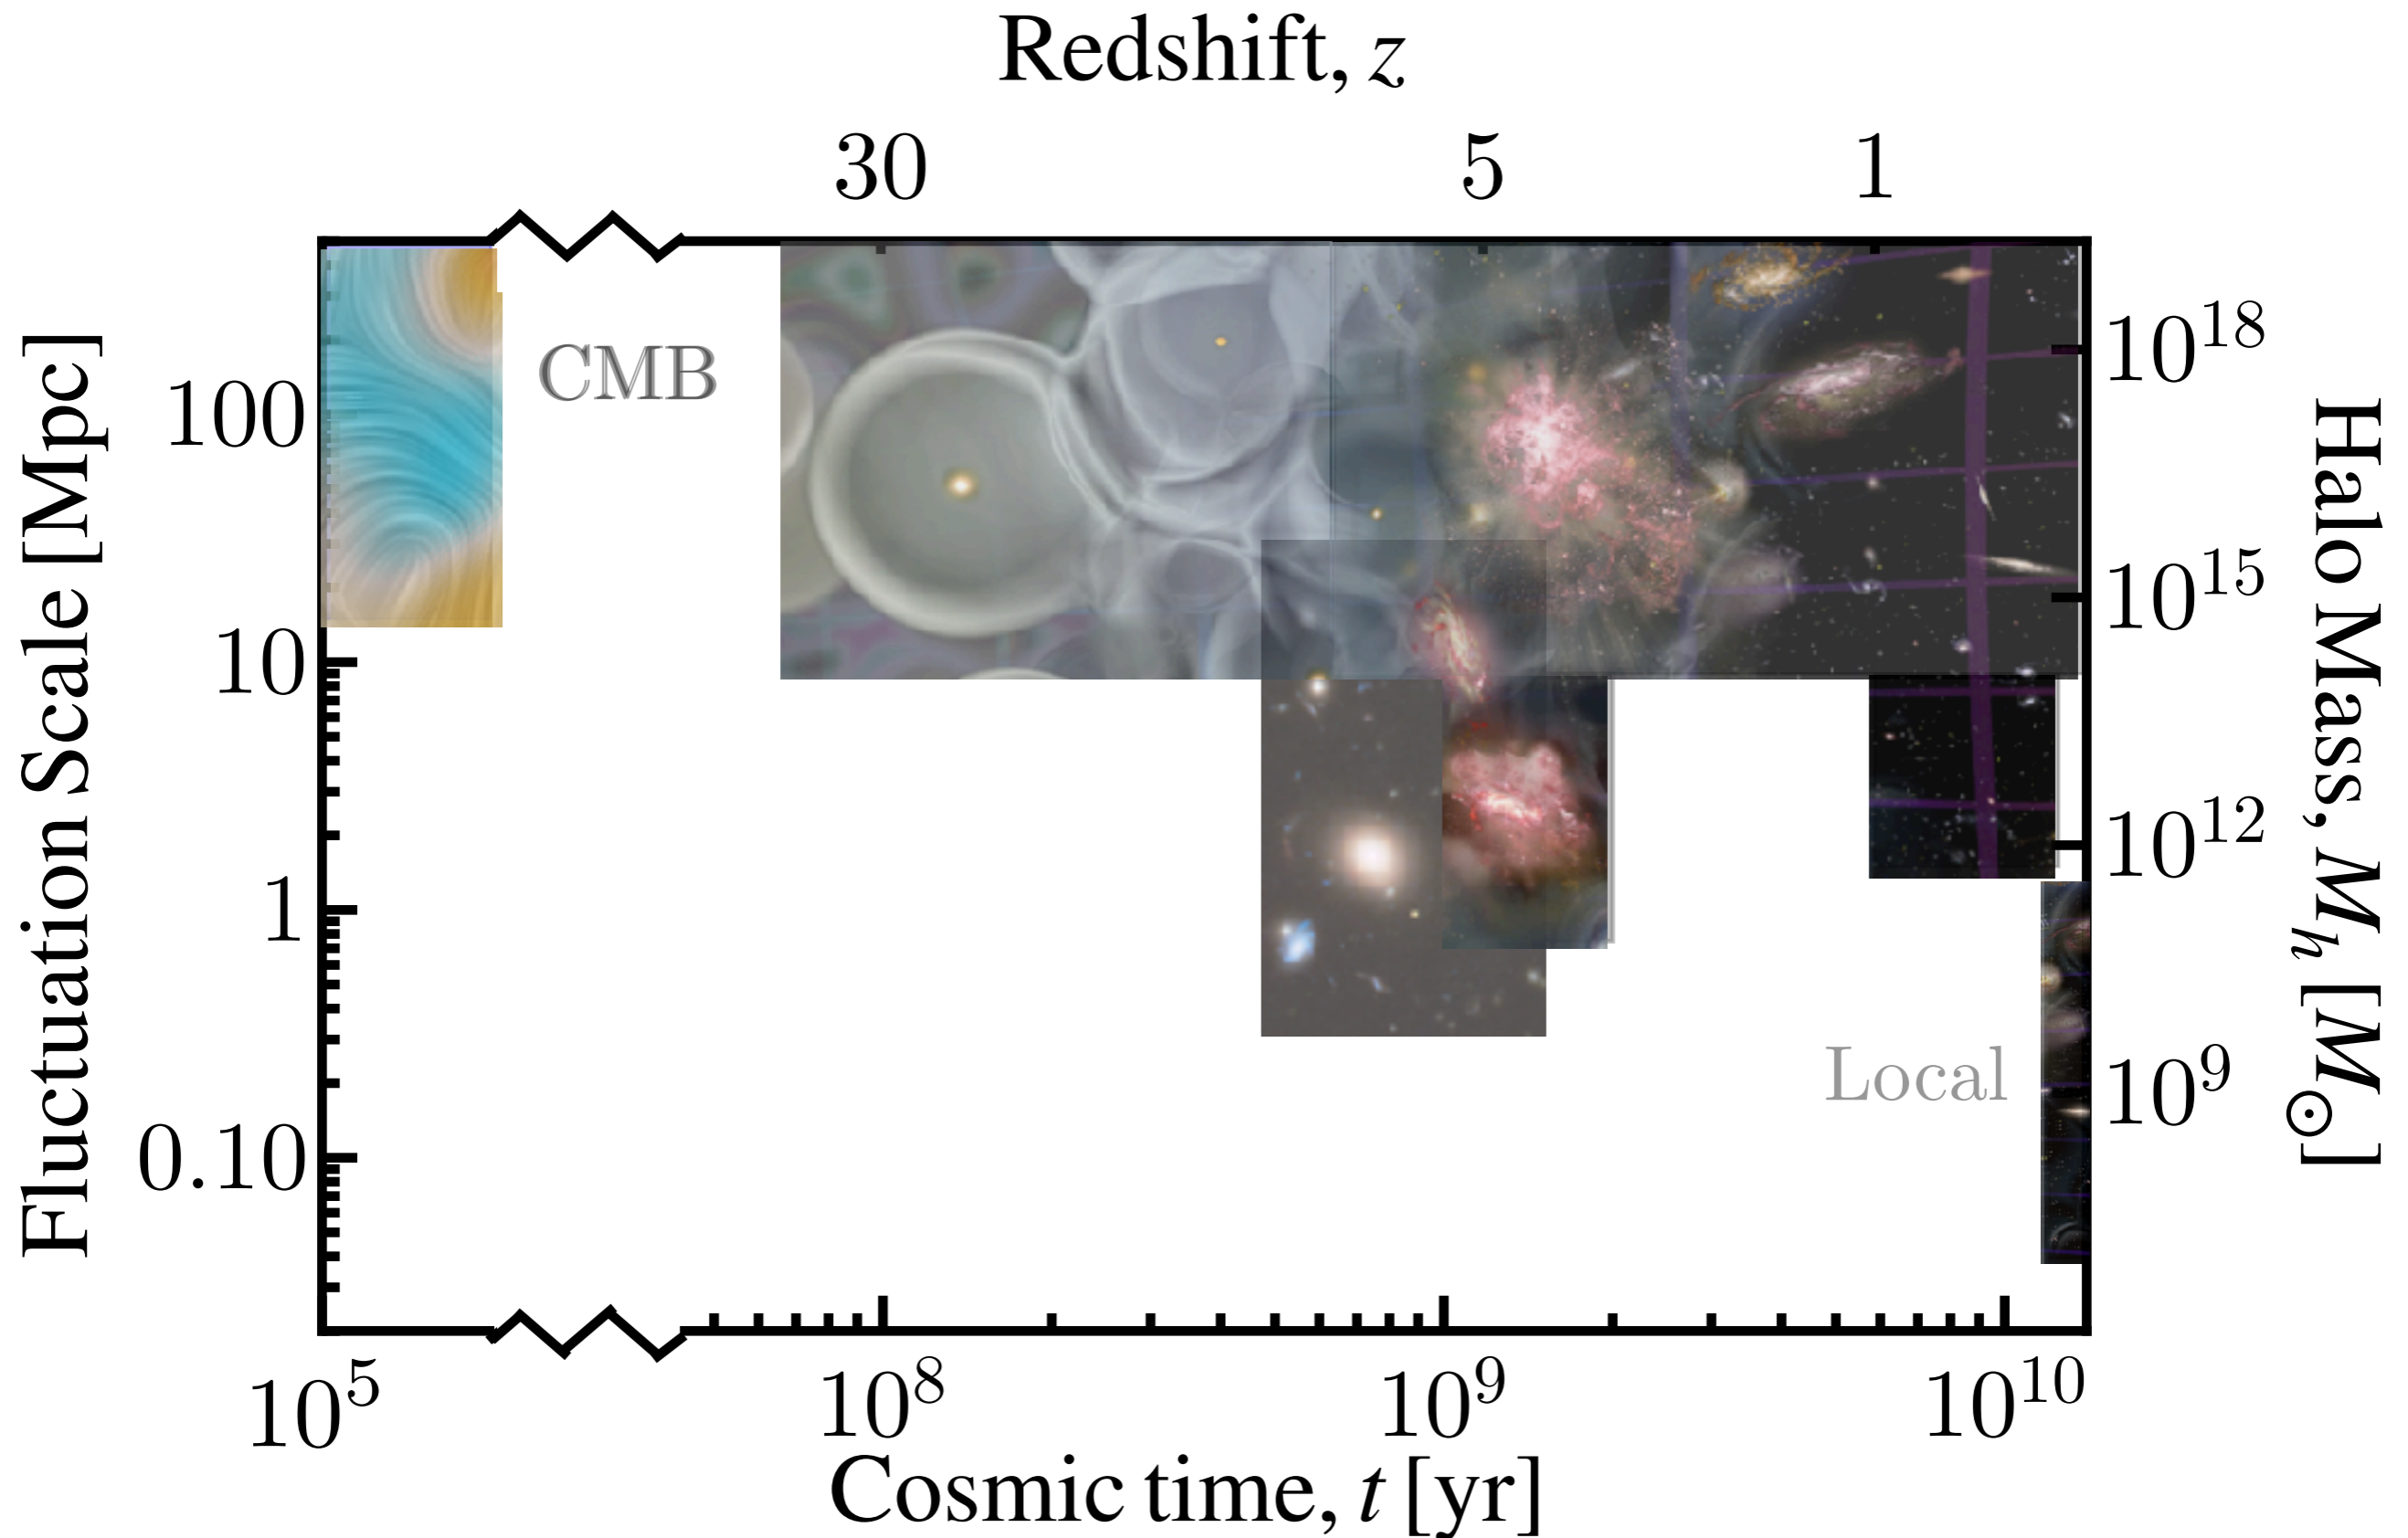 Redshift, z
30
5
1
Fluctuation Scale [Mpc]
100
10
1
0.10
CMB
Local
10^18
10^15
10^12
10^9
Halo Mass, M_h [M_⊙]
10^5
10^8
10^9
10^10
Cosmic time, t [yr]